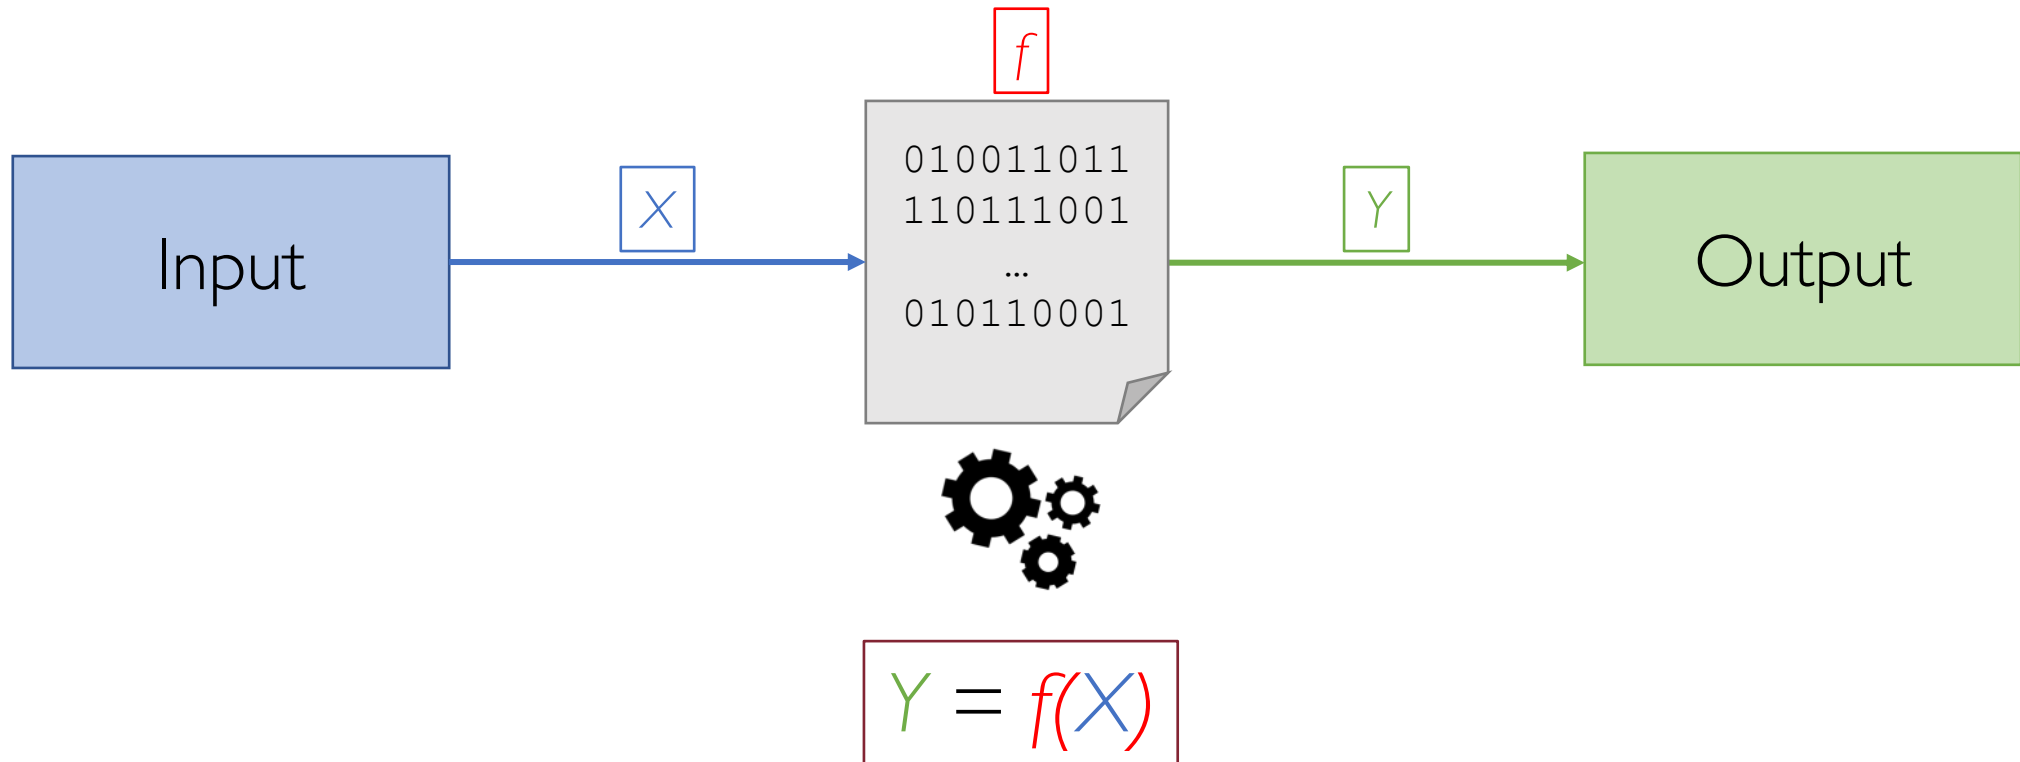 f
010011011
110111001
...
010110001
Input
X
Y
Output
Y = f(X)